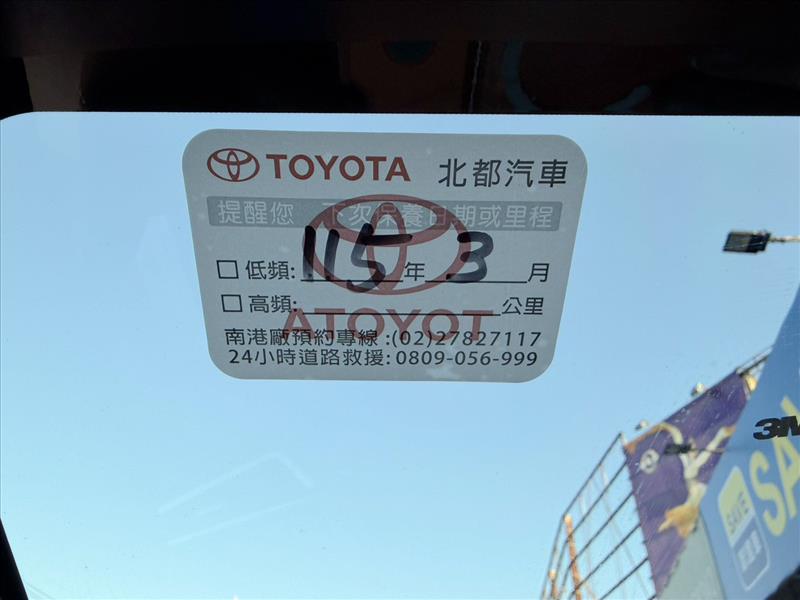 TOYOTA 北都汽車
提醒您 下次保養日期或里程
□ 低頻: 115 年 3 月
□ 高頻: 公里
ATOYOT
南港廠預約專線:(02)27827117
24小時道路救援:0809-056-999
3M
SAVE
SA